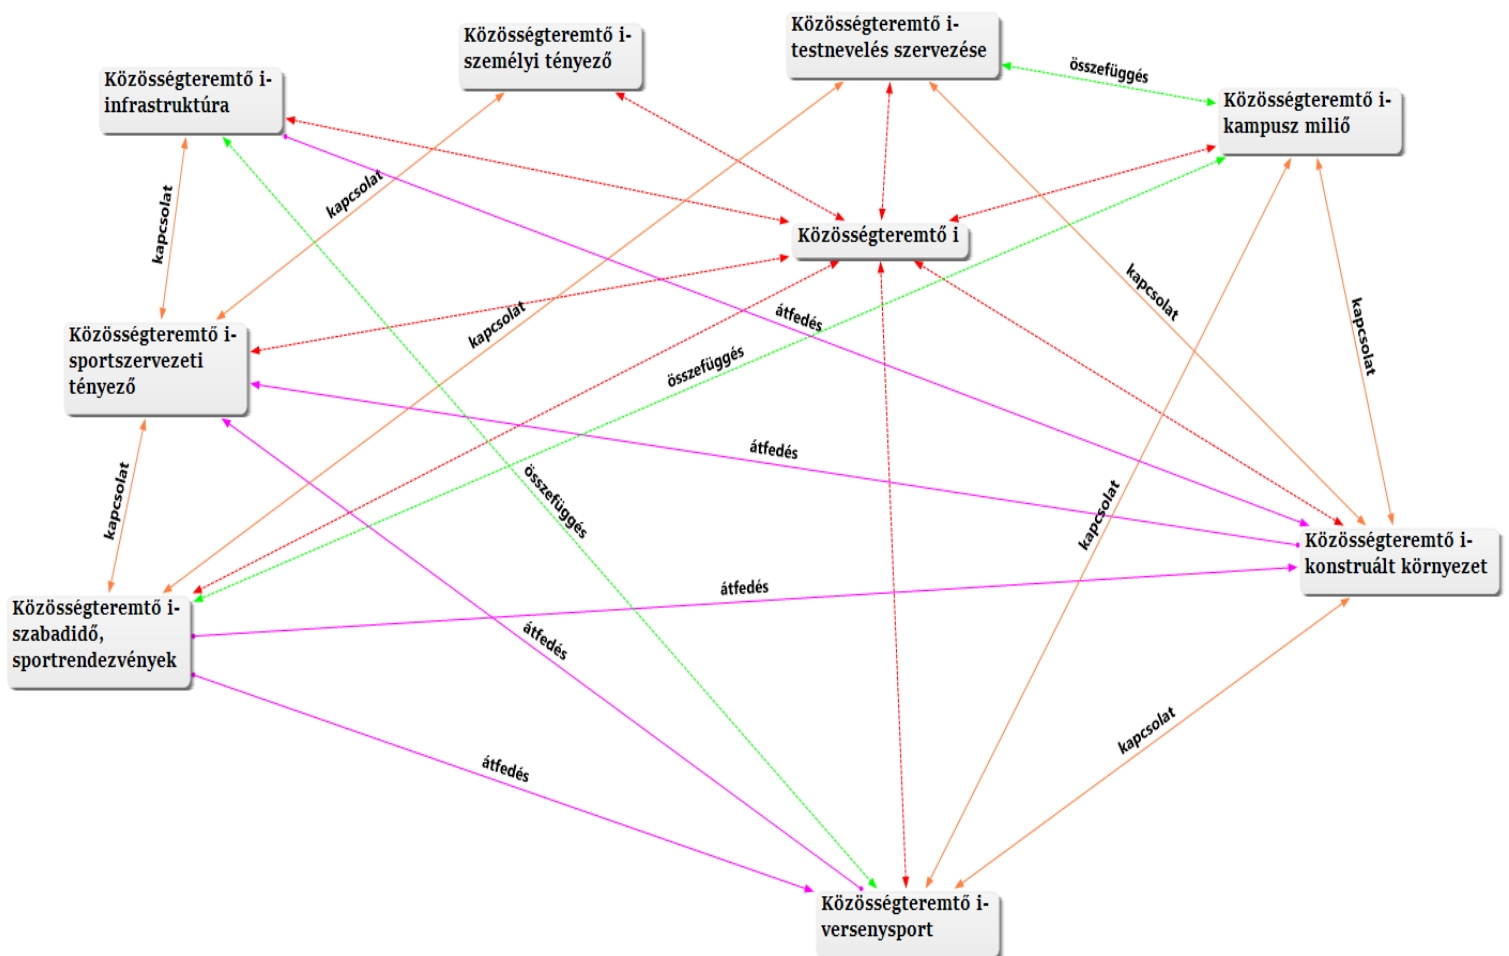 Közösségteremtő i-
testnevelés szervezése
Közösségteremtő i-
személyi tényező
összefüggés
Közösségteremtő i-
infrastruktúra
Közösségteremtő i-
kampusz milió
kapcsolat
kapcsolat
Közösségteremtő i
kapcsolat
átfedés
kapcsolat
kapcsolat
Közösségteremtő i-
sportszervezeti
tényező
összefüggés
átfedés
kapcsolat
összefüggés
kapcsolat
Közösségteremtő i-
konstruált környezet
átfedés
Közösségteremtő i-
szabadidő,
sportrendezvények
átfedés
kapcsolat
átfedés
Közösségteremtő i-
versenysport